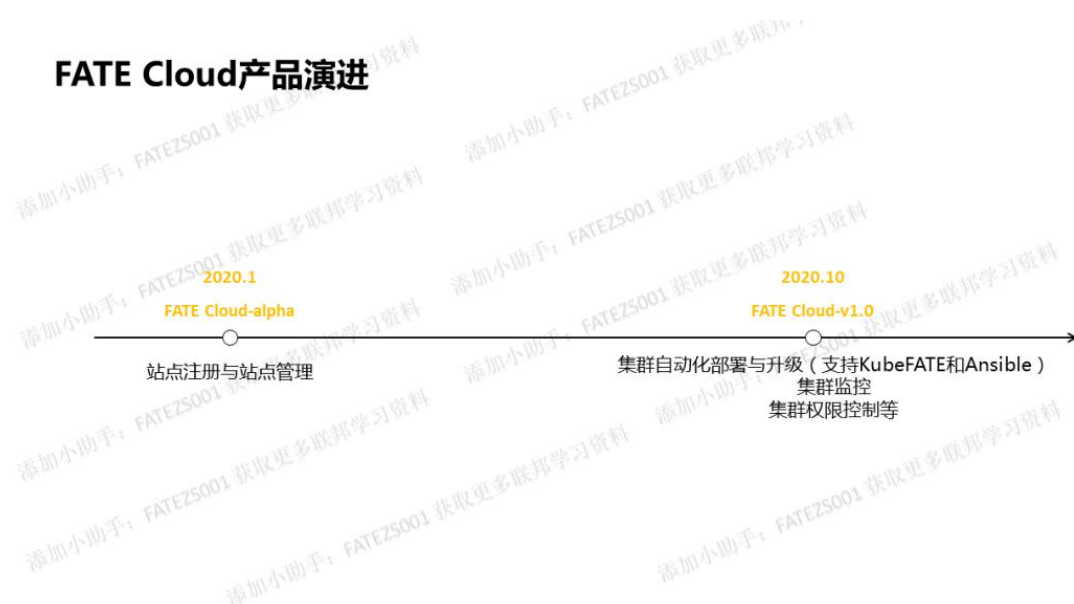 FATE Cloud产品演进
2020.1
FATE Cloud-alpha
站点注册与站点管理
2020.10
FATE Cloud-v1.0
集群自动化部署与升级（支持KubeFATE和Ansible）
集群监控
集群权限控制等
添加小助手：FATEZS001 获取更多联邦学习资料